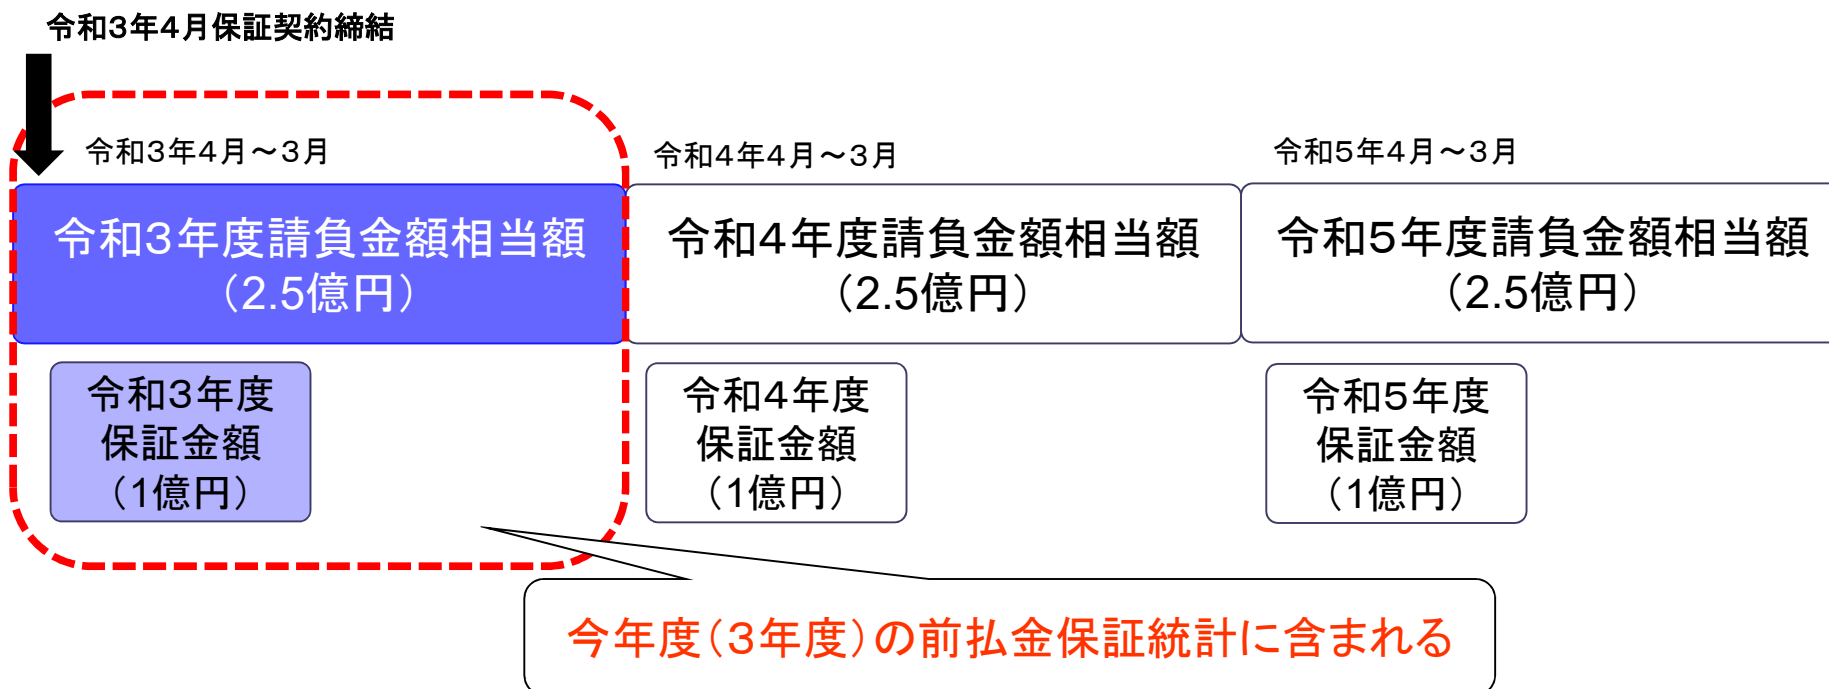 令和3年4月保証契約締結
令和3年4月～3月
令和4年4月～3月
令和5年4月～3月
令和3年度請負金額相当額
（2.5億円）
令和4年度請負金額相当額
（2.5億円）
令和5年度請負金額相当額
（2.5億円）
令和3年度
保証金額
（1億円）
令和4年度
保証金額
（1億円）
令和5年度
保証金額
（1億円）
今年度（3年度）の前払金保証統計に含まれる